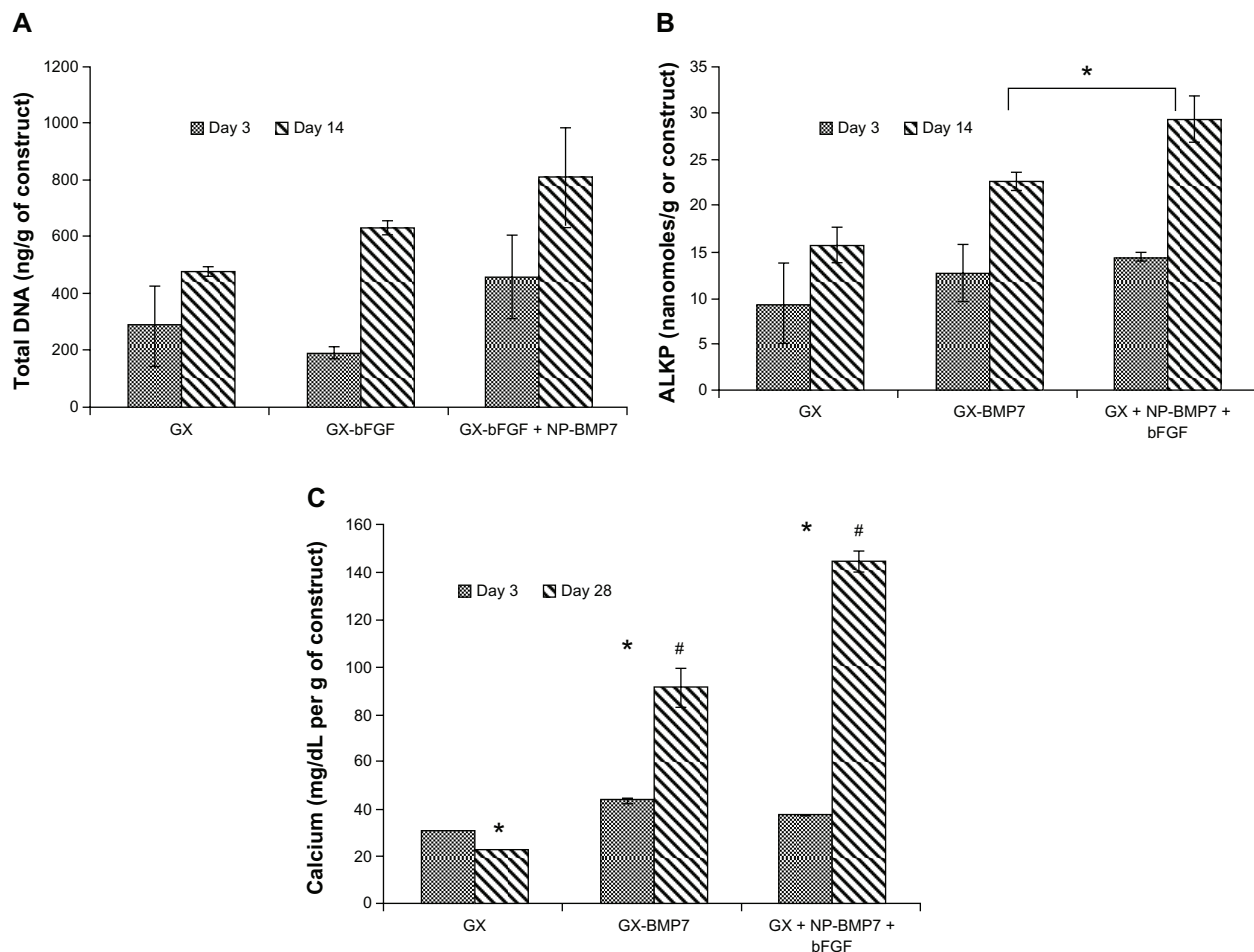 A
Total DNA (ng/g of construct)
1200
1000
800
600
400
200
0
Day 3 Day 14
GX GX-bFGF GX-bFGF + NP-BMP7
B
ALKP (nanomoles/g or construct)
35
30
25
20
15
10
5
0
Day 3 Day 14
*
GX GX-BMP7 GX + NP-BMP7 +
bFGF
C
Calcium (mg/dL per g of construct)
160
140
120
100
80
60
40
20
0
Day 3 Day 28
*
* #
* #
GX GX-BMP7 GX + NP-BMP7 +
bFGF